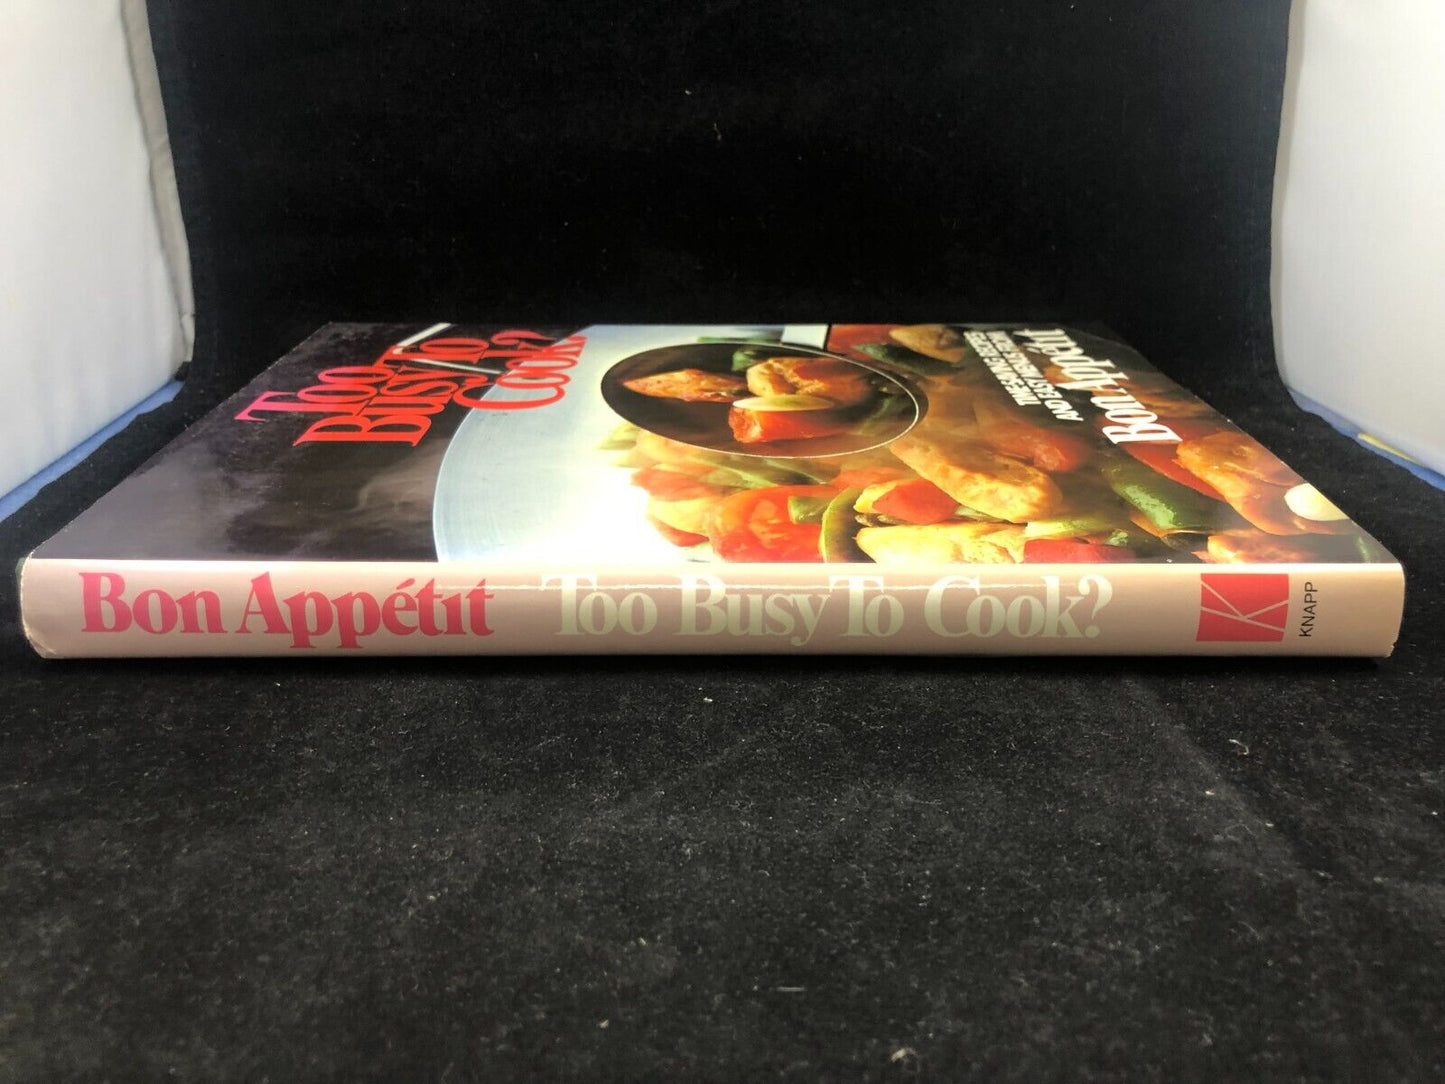 Too
Busy To
Cook?
TIME-SAVING RECIPES
AND EASY MENUS FROM
Bon Appétit
Bon Appétit Too Busy To Cook?
K
KNAPP